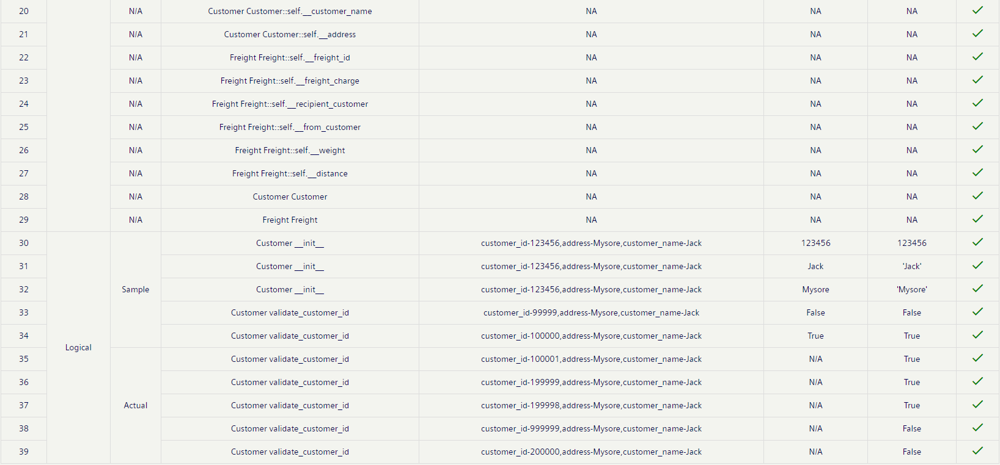 20 N/A Customer Customer::self.__customer_name NA NA NA
21 N/A Customer Customer::self.__address NA NA NA
22 N/A Freight Freight::self.__freight_id NA NA NA
23 N/A Freight Freight::self.__freight_charge NA NA NA
24 N/A Freight Freight::self.__recipient_customer NA NA NA
25 N/A Freight Freight::self.__from_customer NA NA NA
26 N/A Freight Freight::self.__weight NA NA NA
27 N/A Freight Freight::self.__distance NA NA NA
28 N/A Customer Customer NA NA NA
29 N/A Freight Freight NA NA NA
30 Customer __init__ customer_id-123456,address-Mysore,customer_name-Jack 123456 123456
31 Customer __init__ customer_id-123456,address-Mysore,customer_name-Jack Jack 'Jack'
32 Sample Customer __init__ customer_id-123456,address-Mysore,customer_name-Jack Mysore 'Mysore'
33 Customer validate_customer_id customer_id-99999,address-Mysore,customer_name-Jack False False
34 Customer validate_customer_id customer_id-100000,address-Mysore,customer_name-Jack True True
Logical
35 Customer validate_customer_id customer_id-100001,address-Mysore,customer_name-Jack N/A True
36 Customer validate_customer_id customer_id-199999,address-Mysore,customer_name-Jack N/A True
37 Actual Customer validate_customer_id customer_id-199998,address-Mysore,customer_name-Jack N/A True
38 Customer validate_customer_id customer_id-999999,address-Mysore,customer_name-Jack N/A False
39 Customer validate_customer_id customer_id-200000,address-Mysore,customer_name-Jack N/A False